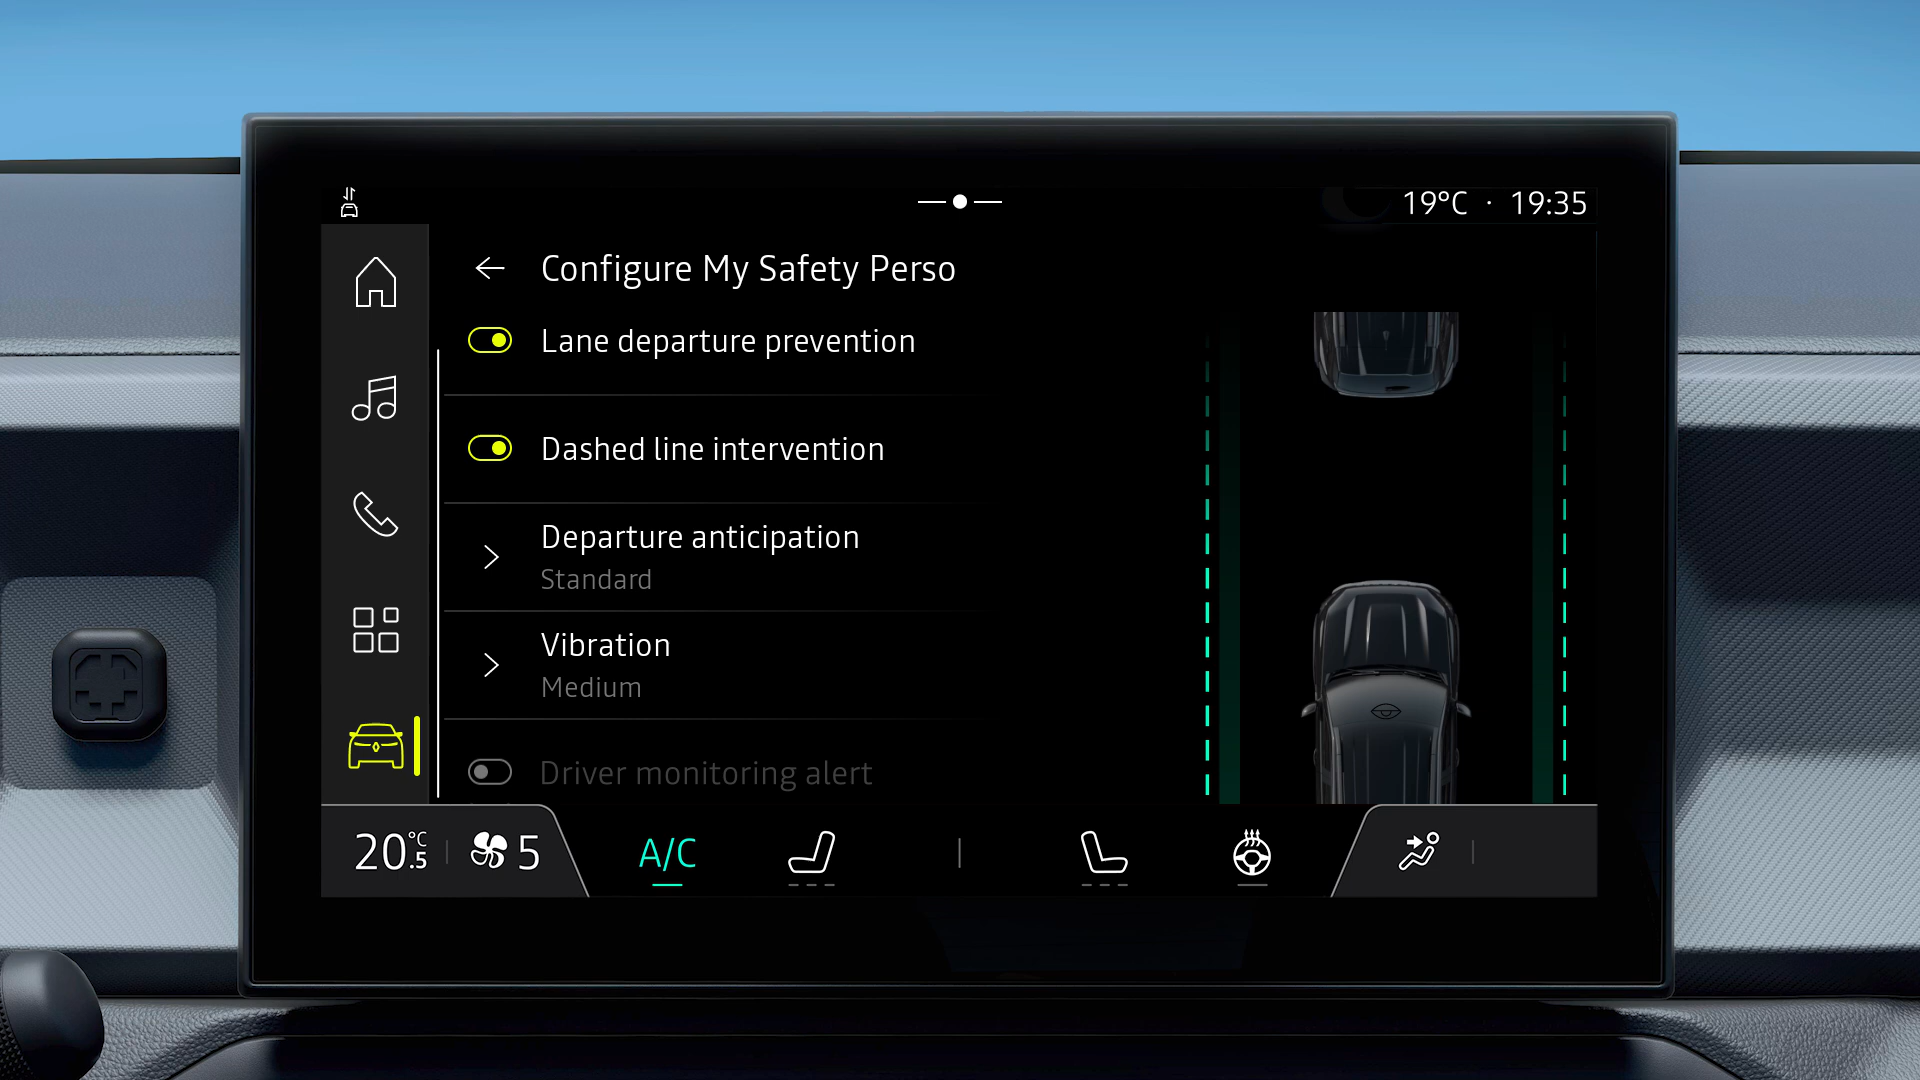 19°C · 19:35
Configure My Safety Perso
Lane departure prevention
Dashed line intervention
Departure anticipation
Standard
Vibration
Medium
Driver monitoring alert
20.5 °C
5
A/C